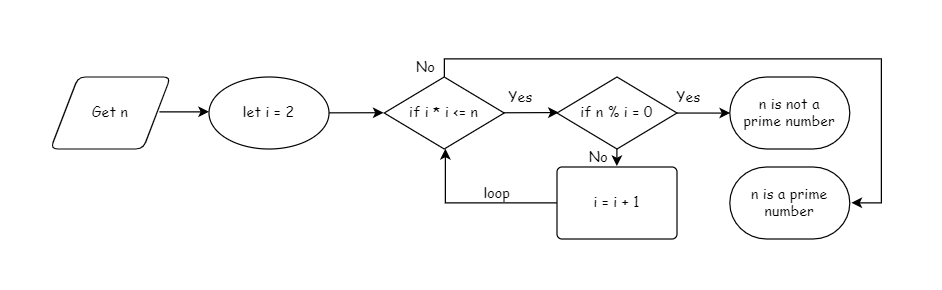 No
Get n
let i = 2
if i * i <= n
Yes
if n % i = 0
Yes
n is not a
prime number
No
loop
i = i + 1
n is a prime
number